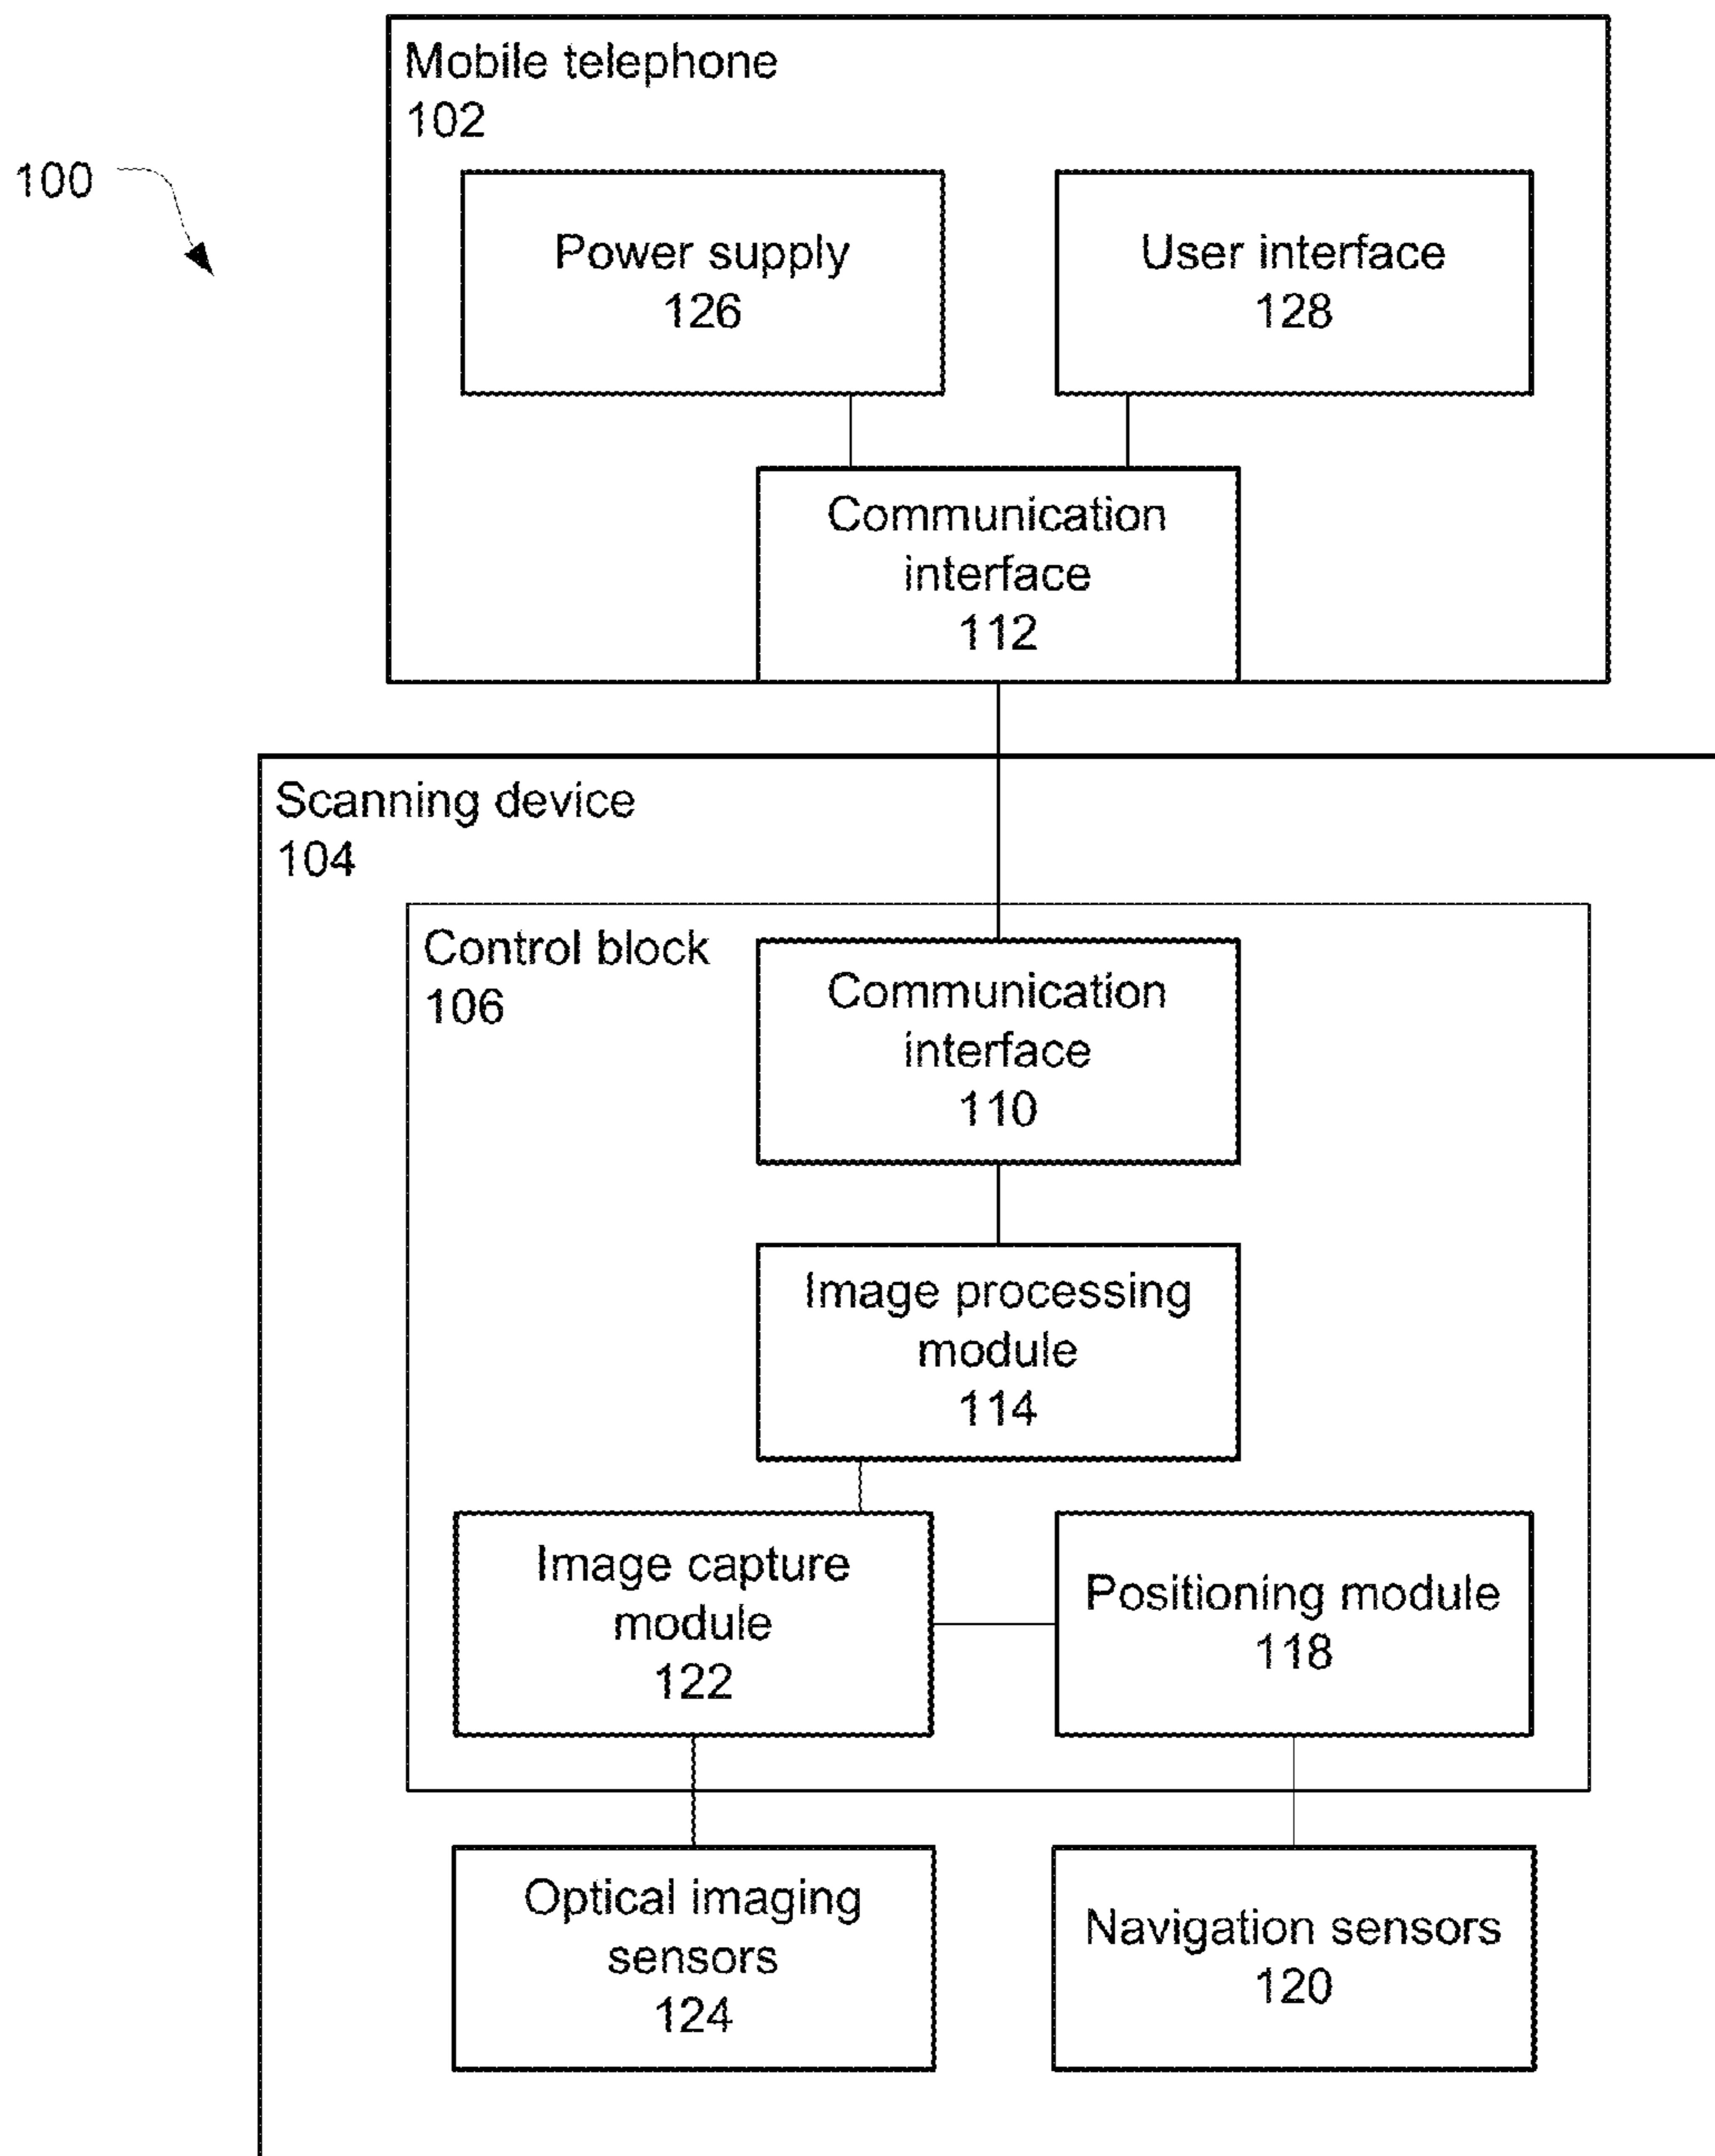 Mobile telephone
102
100
Power supply
126
User interface
128
Communication
interface
112
Scanning device
104
Control block
106
Communication
interface
110
Image processing
module
114
Image capture
module
122
Positioning module
118
Optical imaging
sensors
124
Navigation sensors
120